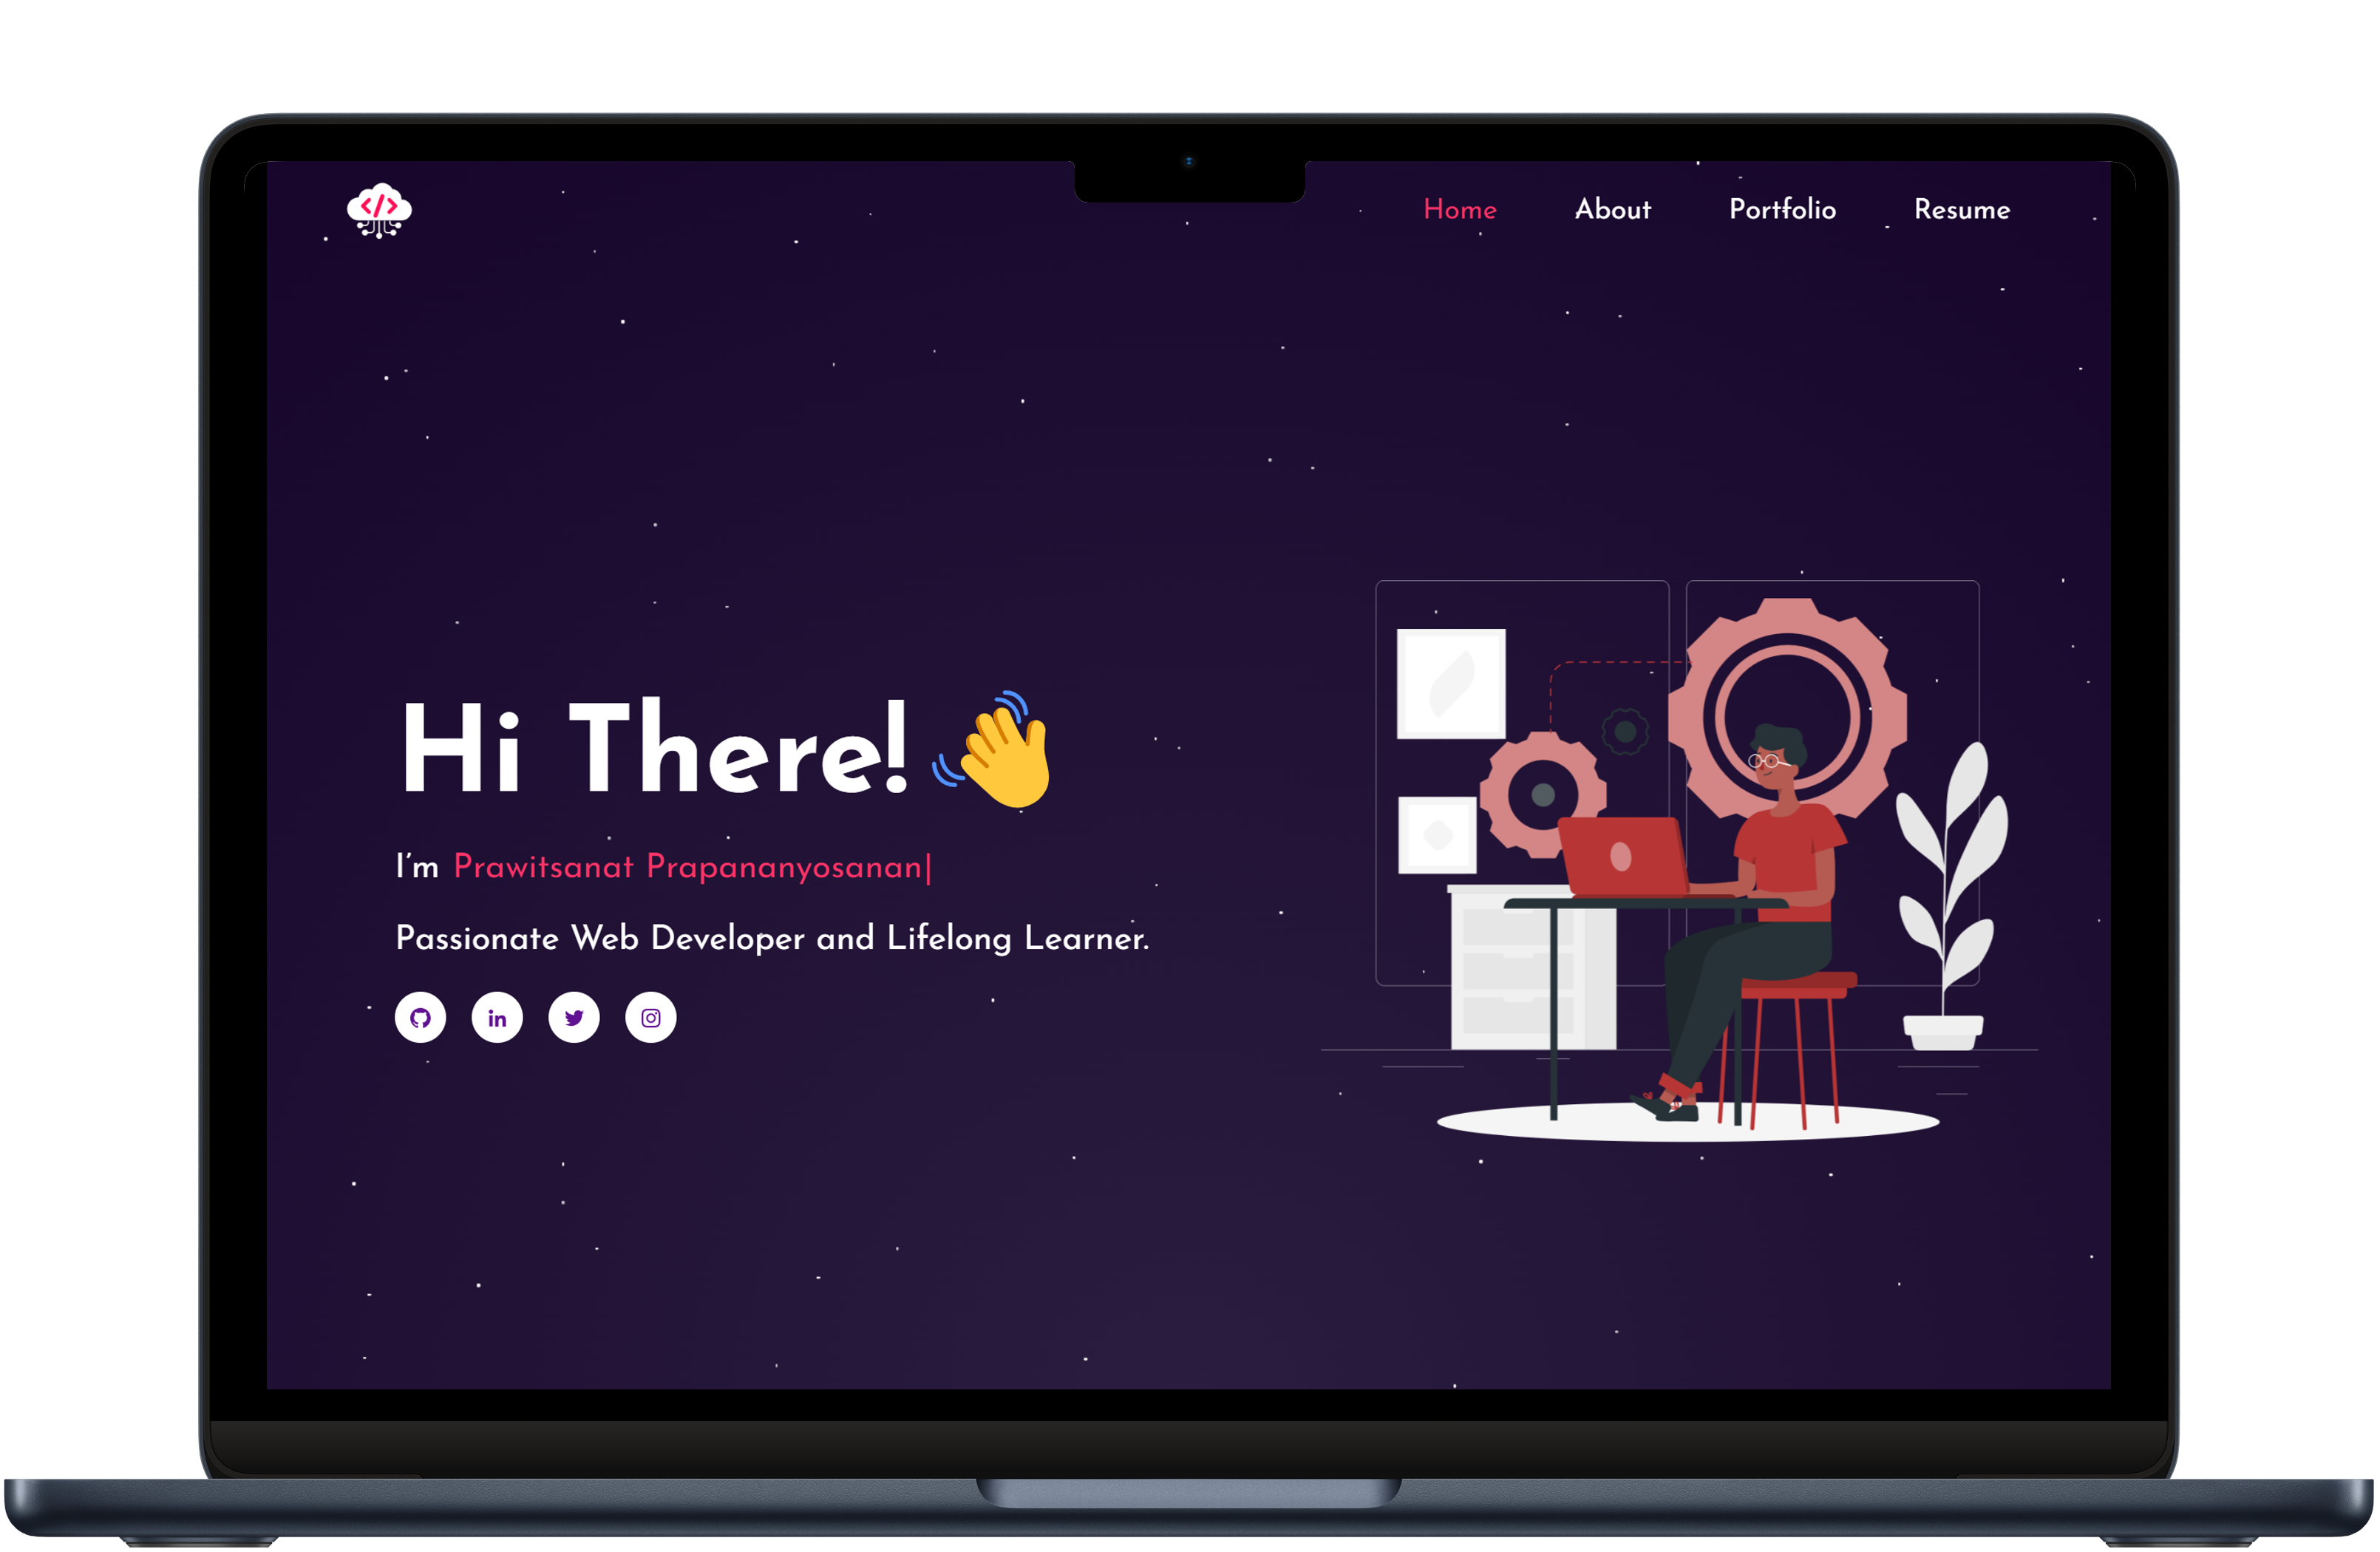 </>
Home About Portfolio Resume
Hi There! 👋
I'm Prawitsanat Prapananyosanan|
Passionate Web Developer and Lifelong Learner.
in